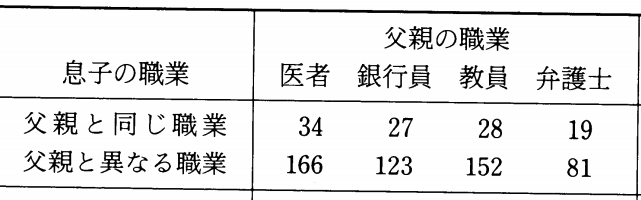 父親の職業
息子の職業 医者 銀行員 教員 弁護士
父親と同じ職業 34 27 28 19
父親と異なる職業 166 123 152 81